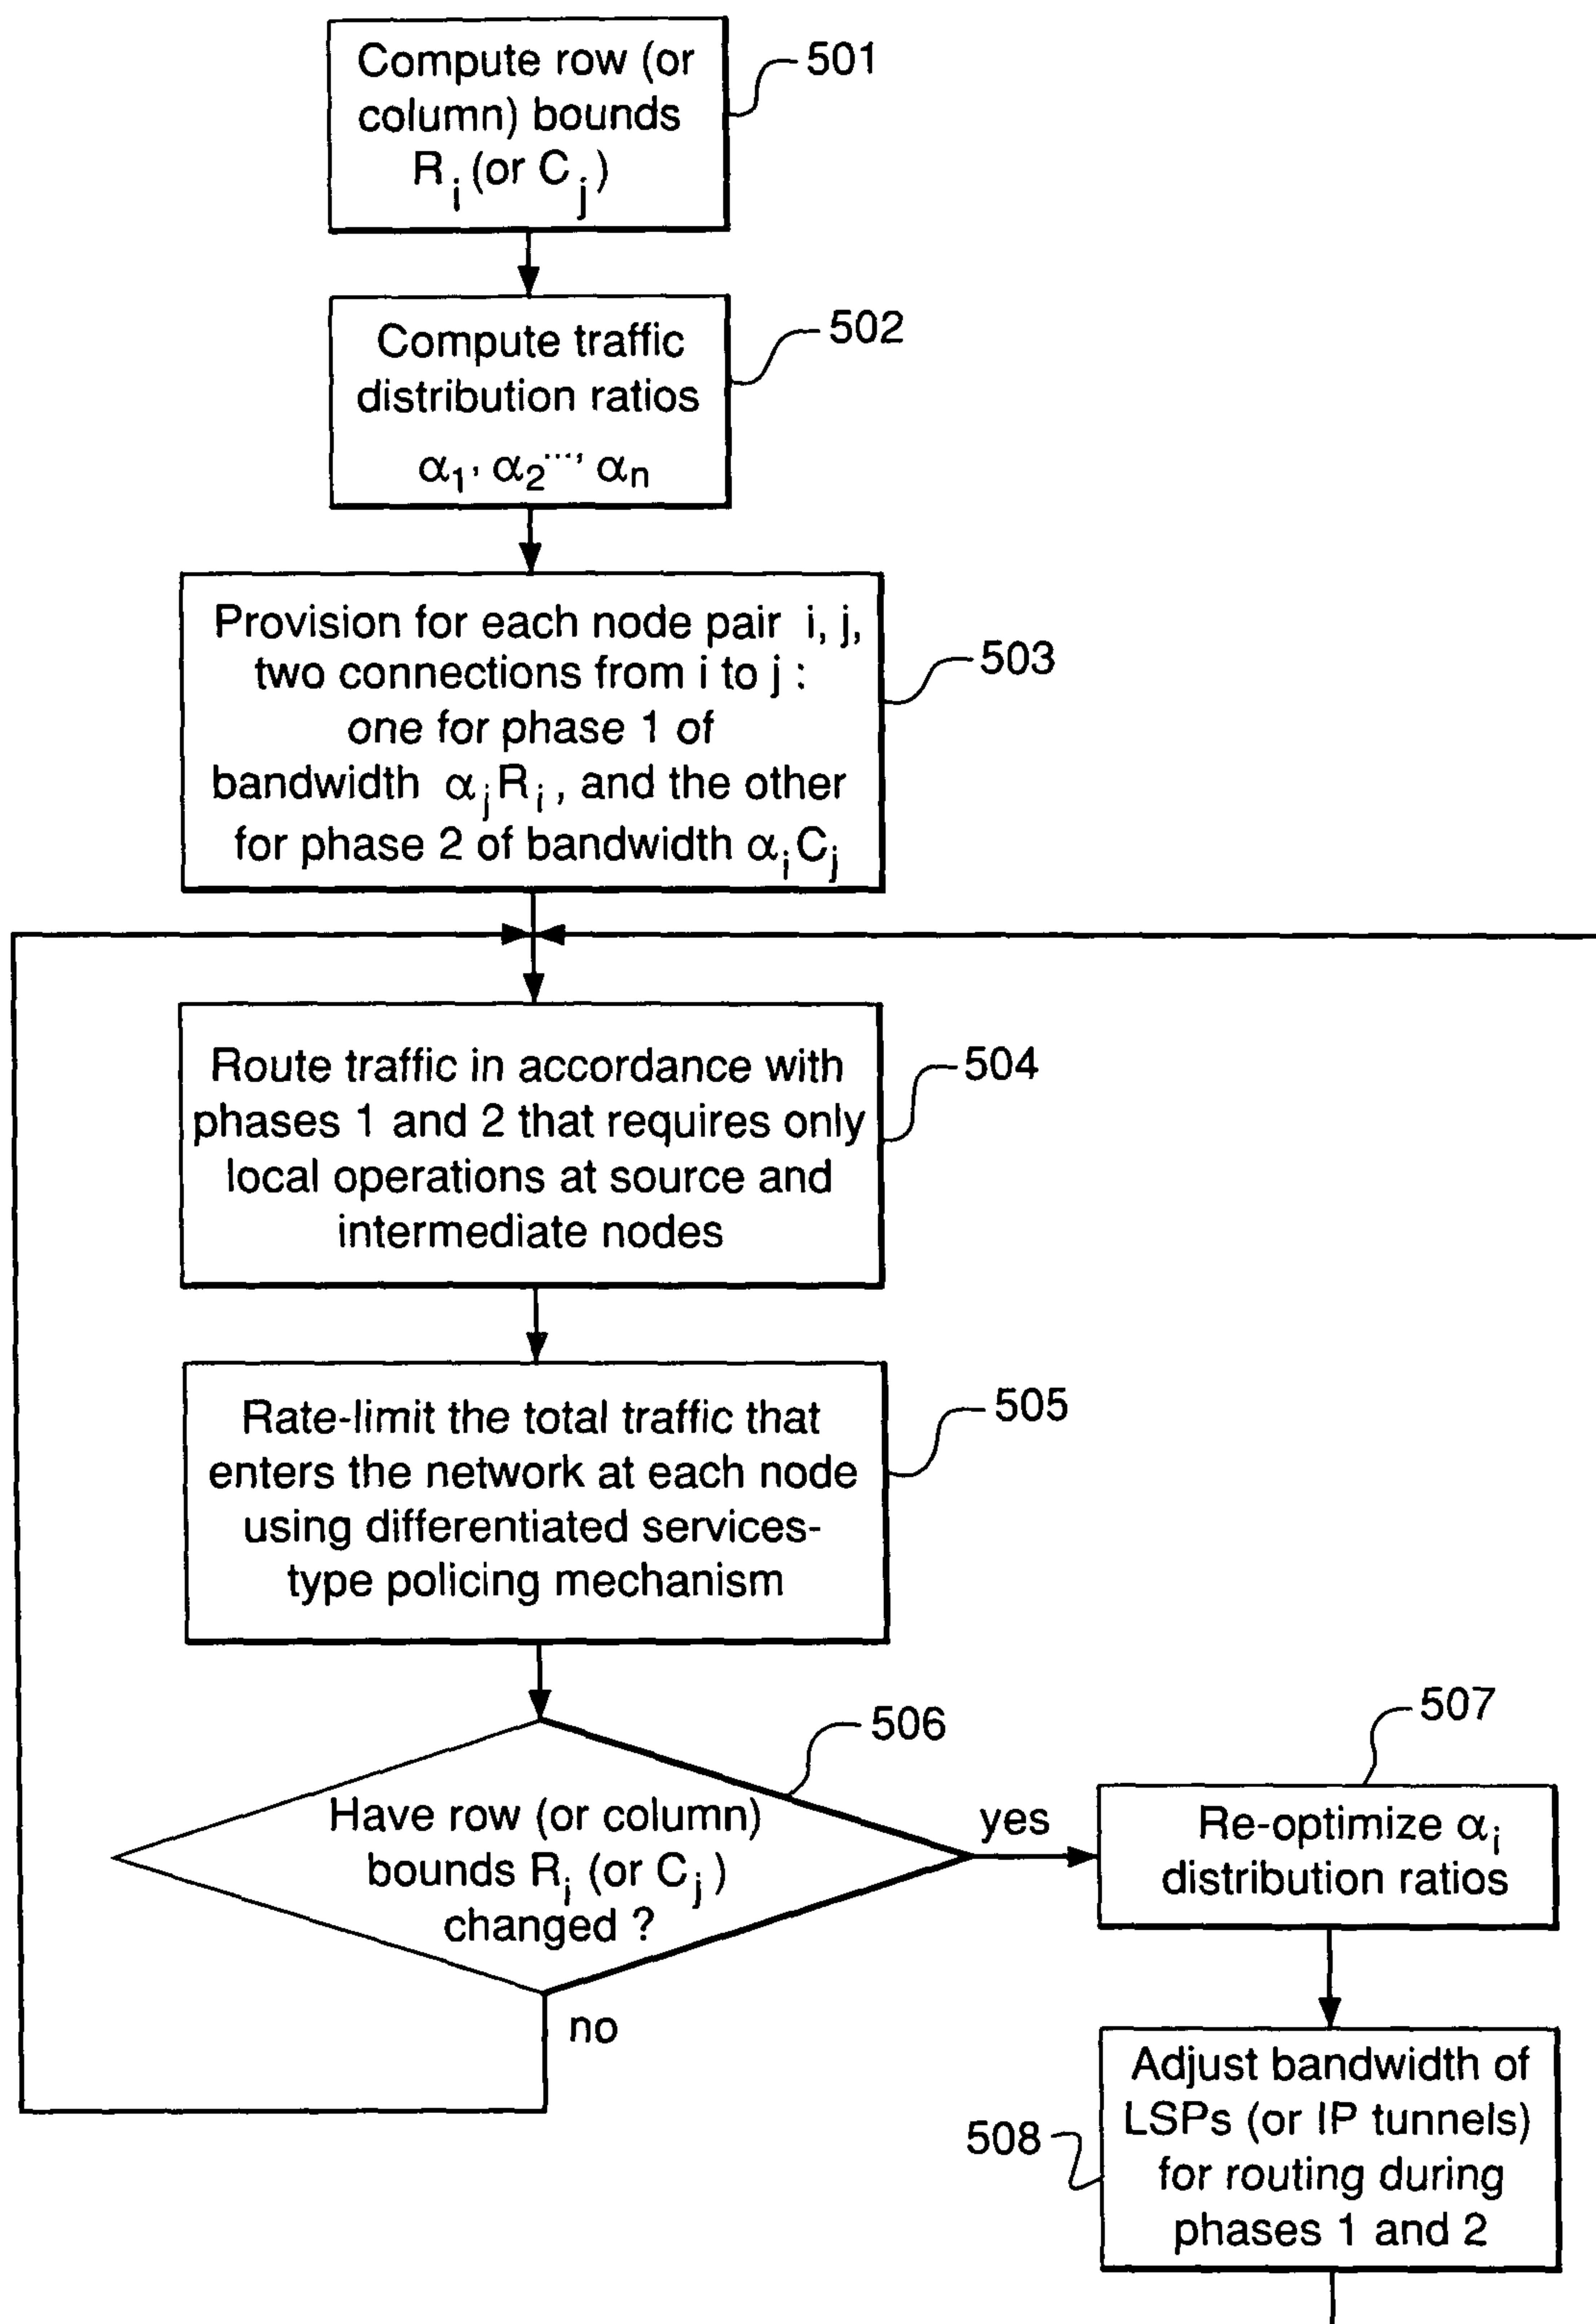 Compute row (or
column) bounds
R_i (or C_j)
501
Compute traffic
distribution ratios
α₁, α₂ ..., αₙ
502
Provision for each node pair i, j,
two connections from i to j :
one for phase 1 of
bandwidth α_j R_i , and the other
for phase 2 of bandwidth α_i C_j
503
Route traffic in accordance with
phases 1 and 2 that requires only
local operations at source and
intermediate nodes
504
Rate-limit the total traffic that
enters the network at each node
using differentiated services-
type policing mechanism
505
Have row (or column)
bounds R_i (or C_j)
changed ?
506
yes
no
Re-optimize α_i
distribution ratios
507
Adjust bandwidth of
LSPs (or IP tunnels)
for routing during
phases 1 and 2
508